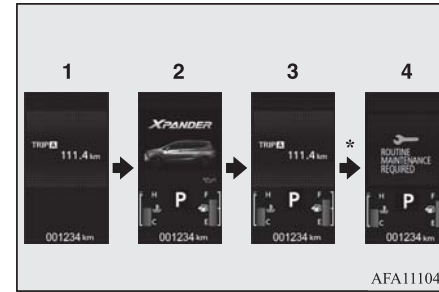 1
2
3
4
*
TRIP A
111.4 km
001234 km
XPANDER
H
F
P
C
E
001234 km
TRIP A
111.4 km
H
F
P
C
E
001234 km
ROUTINE
MAINTENANCE
REQUIRED
H
F
P
C
E
001234 km
AFA11104